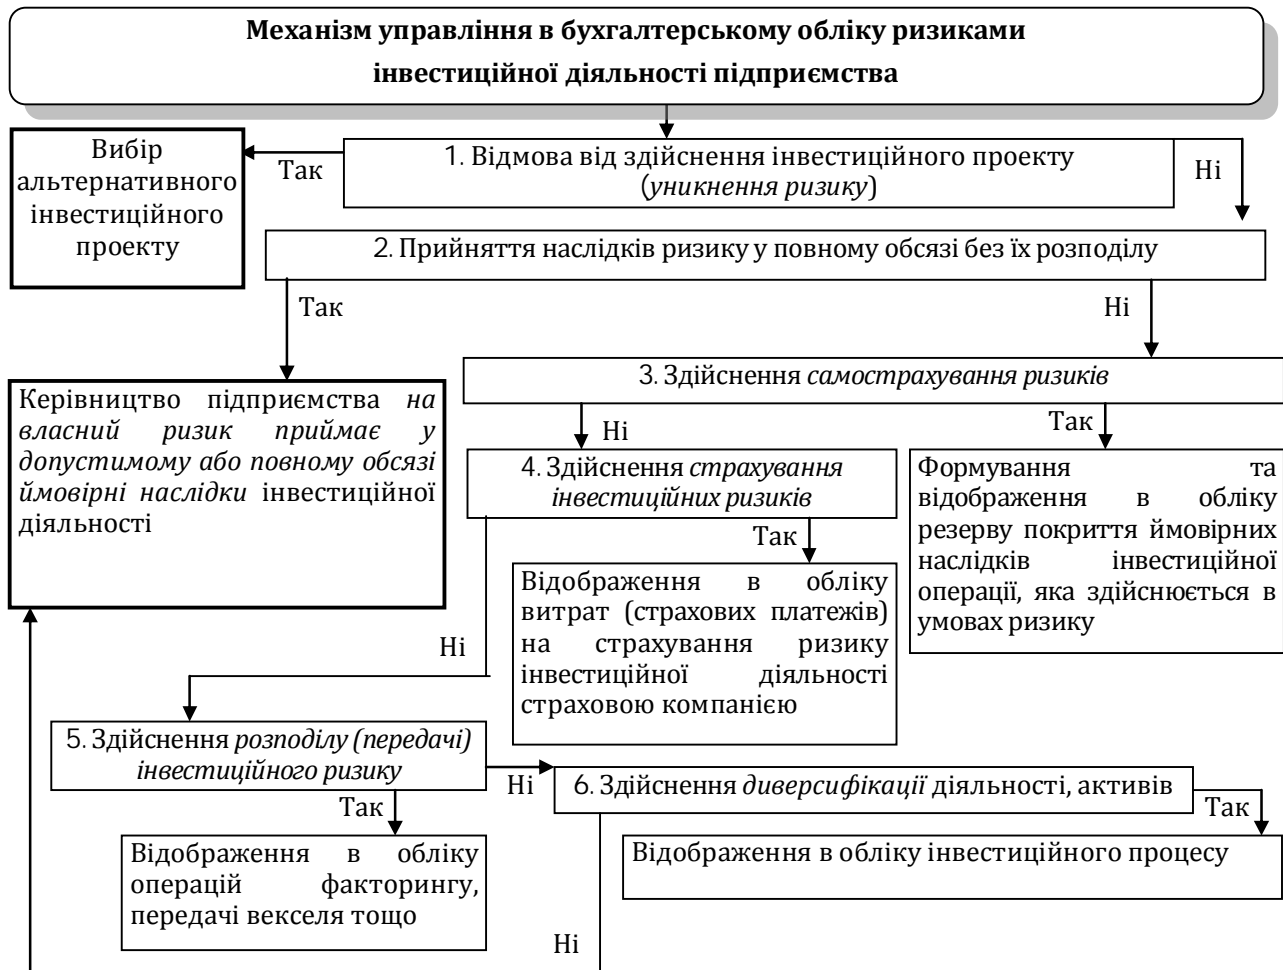 Механізм управління в бухгалтерському обліку ризиками
інвестиційної діяльності підприємства
Вибір
альтернативного
інвестиційного
проекту
Так
1. Відмова від здійснення інвестиційного проекту
(уникнення ризику)
Ні
2. Прийняття наслідків ризику у повному обсязі без їх розподілу
Так
Ні
Керівництво підприємства на
власний ризик приймає у
допустимому або повному обсязі
ймовірні наслідки інвестиційної
діяльності
3. Здійснення самострахування ризиків
Ні
Так
4. Здійснення страхування
інвестиційних ризиків
Формування та
відображення в обліку
резерву покриття ймовірних
наслідків інвестиційної
операції, яка здійснюється в
умовах ризику
Так
Відображення в обліку
витрат (страхових платежів)
на страхування ризику
інвестиційної діяльності
страховою компанією
Ні
5. Здійснення розподілу (передачі)
інвестиційного ризику
Ні
6. Здійснення диверсифікації діяльності, активів
Так
Так
Відображення в обліку
операцій факторингу,
передачі векселя тощо
Відображення в обліку інвестиційного процесу
Ні